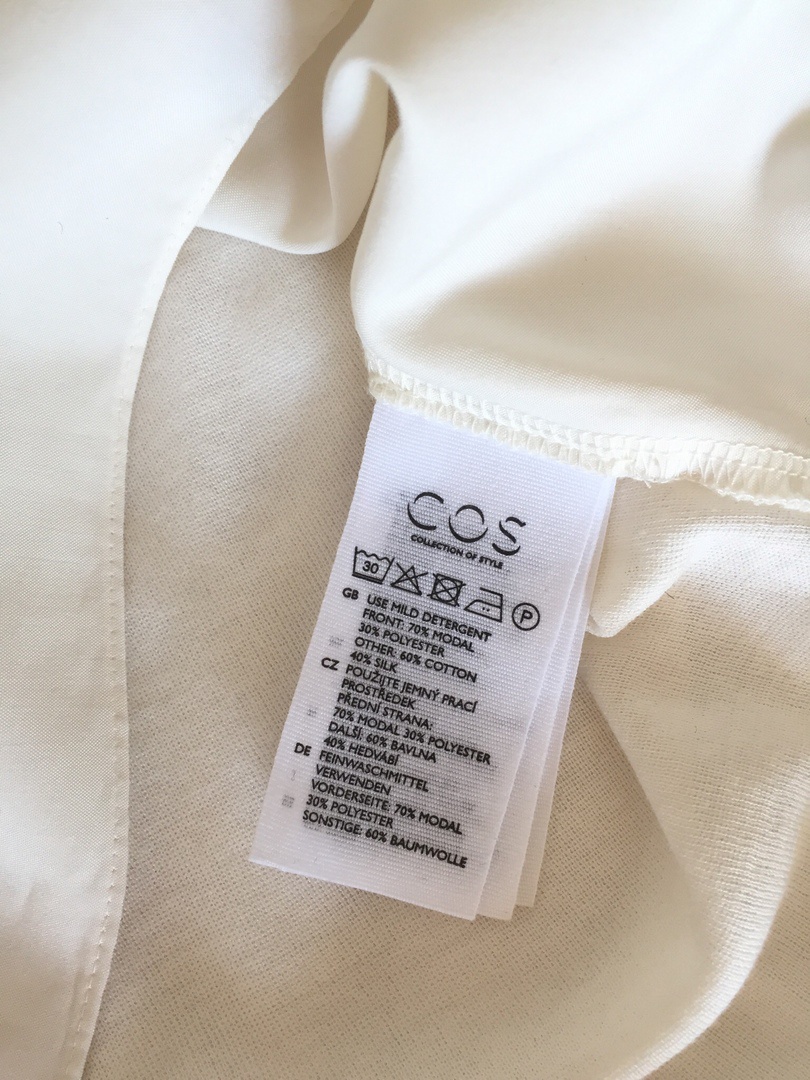 COS
COLLECTION OF STYLE
30 P
GB USE MILD DETERGENT
FRONT: 70% MODAL
30% POLYESTER
OTHER: 60% COTTON
40% SILK
CZ POUŽIJTE JEMNÝ PRACÍ
PROSTŘEDEK
PŘEDNÍ STRANA:
70% MODAL 30% POLYESTER
DALŠÍ: 60% BAVLNA
40% HEDVÁBÍ
DE FEINWASCHMITTEL
VERWENDEN
VORDERSEITE: 70% MODAL
30% POLYESTER
SONSTIGE: 60% BAUMWOLLE